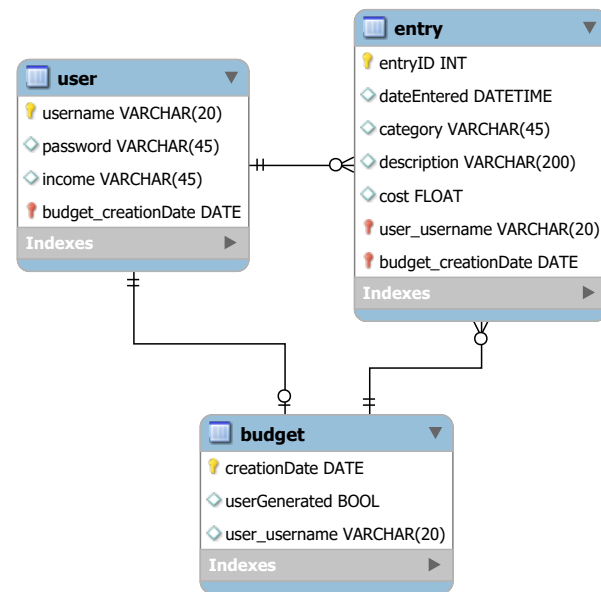 user
username VARCHAR(20)
password VARCHAR(45)
income VARCHAR(45)
budget_creationDate DATE
Indexes
entry
entryID INT
dateEntered DATETIME
category VARCHAR(45)
description VARCHAR(200)
cost FLOAT
user_username VARCHAR(20)
budget_creationDate DATE
Indexes
budget
creationDate DATE
userGenerated BOOL
user_username VARCHAR(20)
Indexes